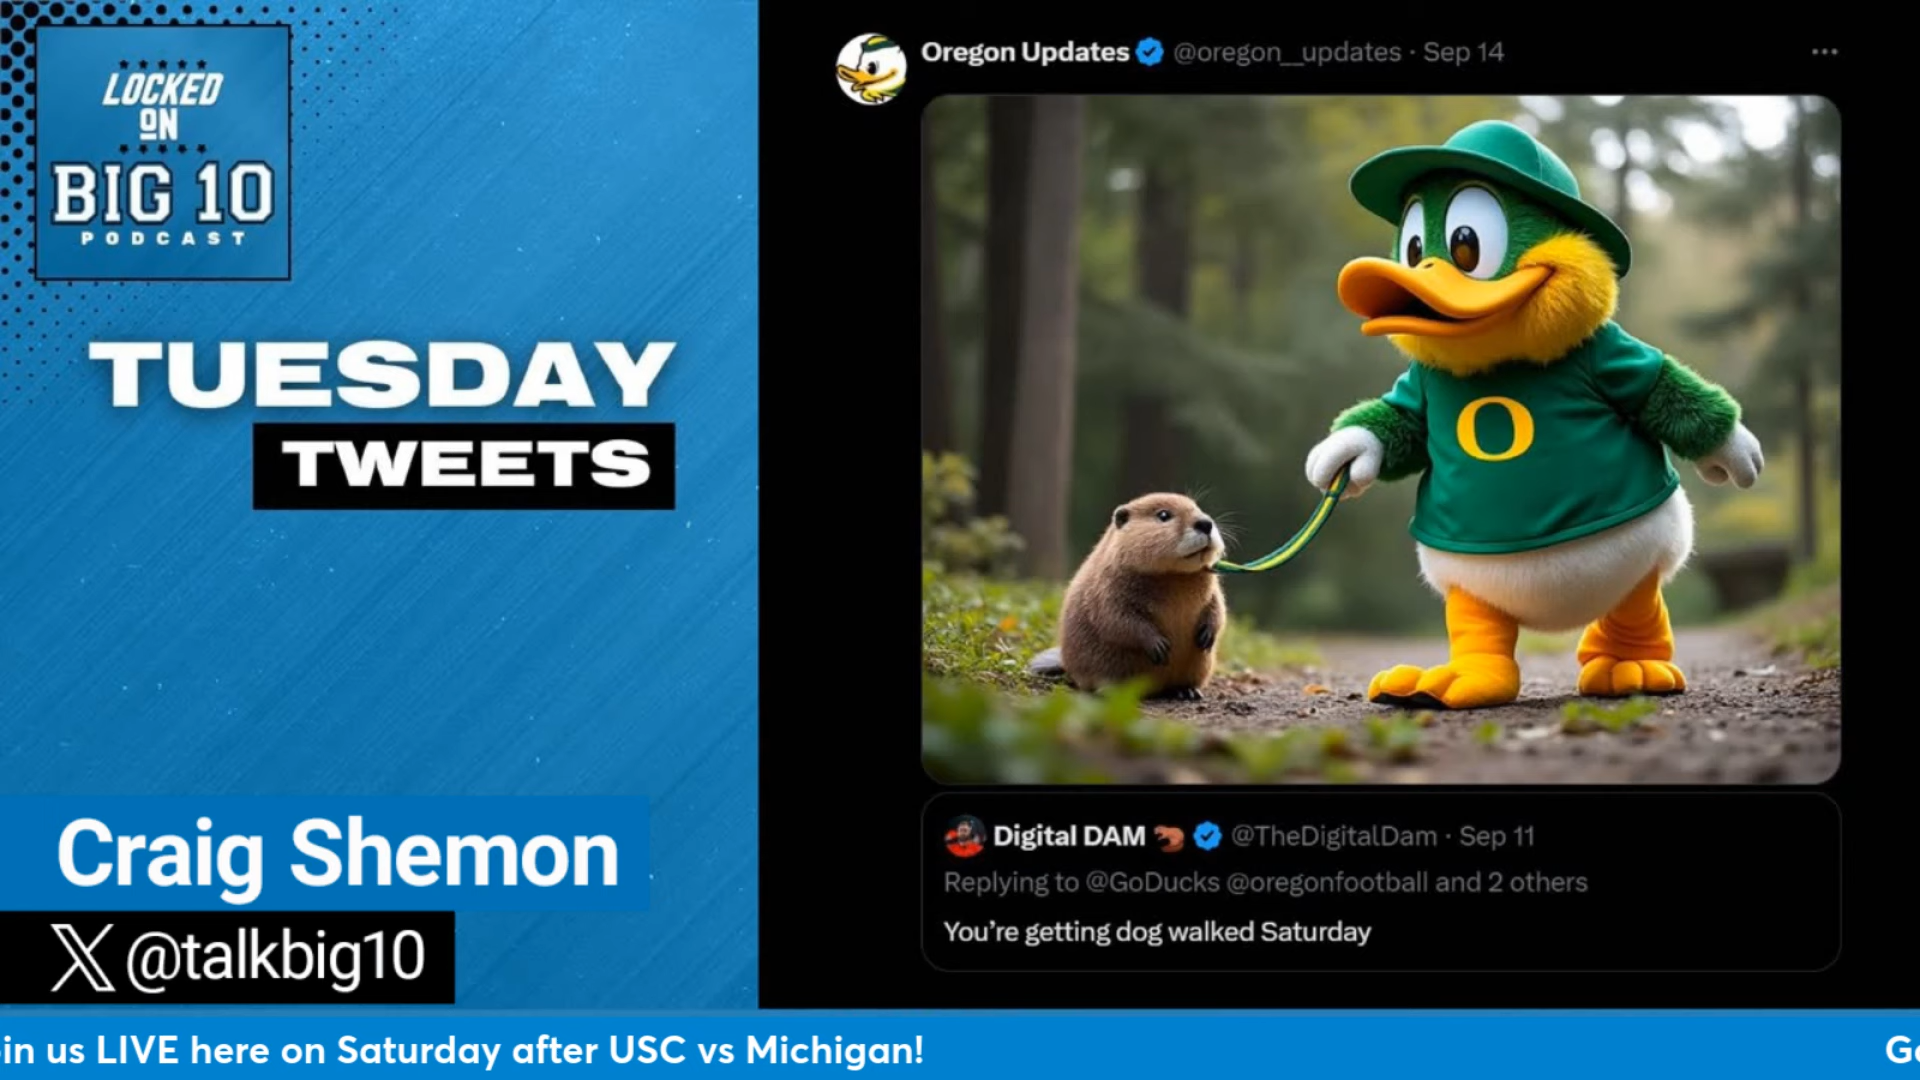 LOCKED
ON
BIG 10
PODCAST
TUESDAY
TWEETS
Craig Shemon
@talkbig10
Oregon Updates @oregon__updates · Sep 14
O
Digital DAM @TheDigitalDam · Sep 11
Replying to @GoDucks @oregonfootball and 2 others
You're getting dog walked Saturday
in us LIVE here on Saturday after USC vs Michigan!